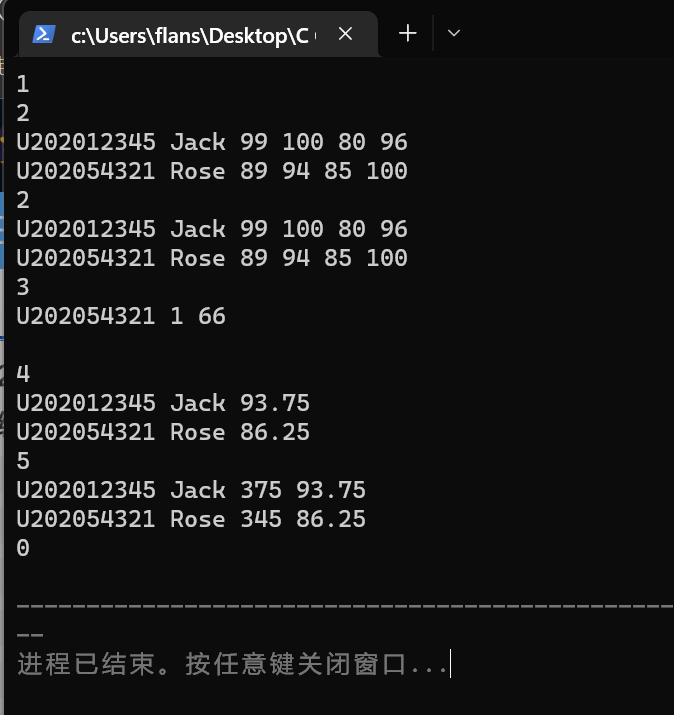 c:\Users\flans\Desktop\C
1
2
U202012345 Jack 99 100 80 96
U202054321 Rose 89 94 85 100
2
U202012345 Jack 99 100 80 96
U202054321 Rose 89 94 85 100
3
U202054321 1 66
4
U202012345 Jack 93.75
U202054321 Rose 86.25
5
U202012345 Jack 375 93.75
U202054321 Rose 345 86.25
0
-----------------------------------------------
--
进程已结束。按任意键关闭窗口...